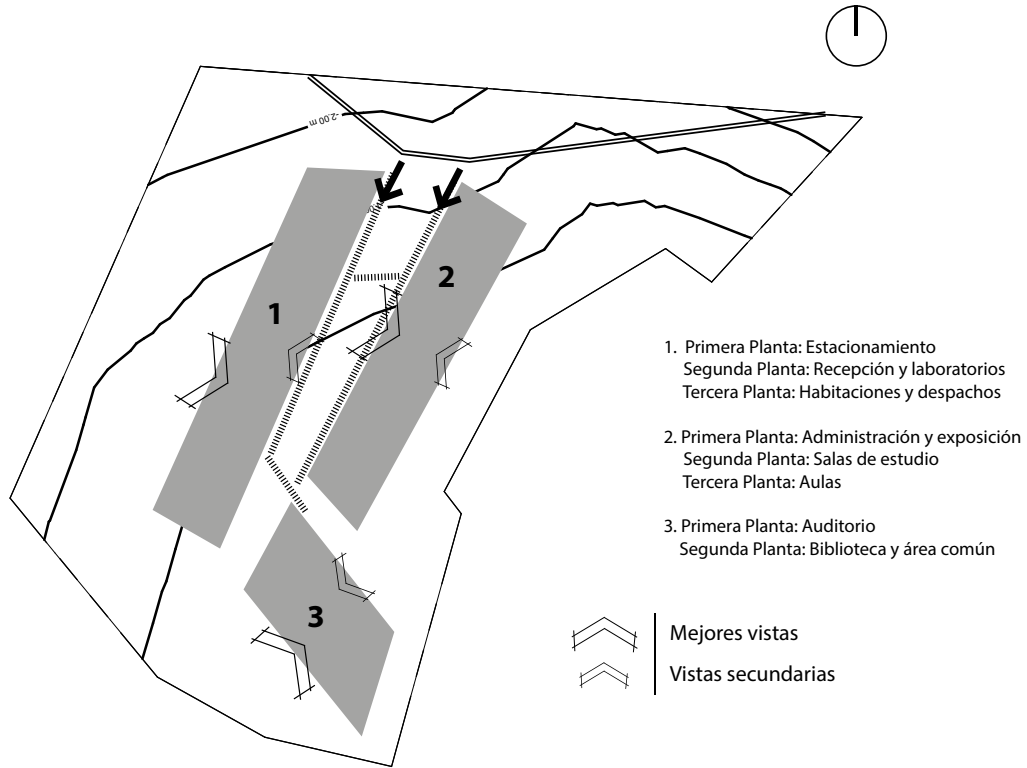 -2.00 m
1
2
3
1. Primera Planta: Estacionamiento
Segunda Planta: Recepción y laboratorios
Tercera Planta: Habitaciones y despachos
2. Primera Planta: Administración y exposición
Segunda Planta: Salas de estudio
Tercera Planta: Aulas
3. Primera Planta: Auditorio
Segunda Planta: Biblioteca y área común
Mejores vistas
Vistas secundarias